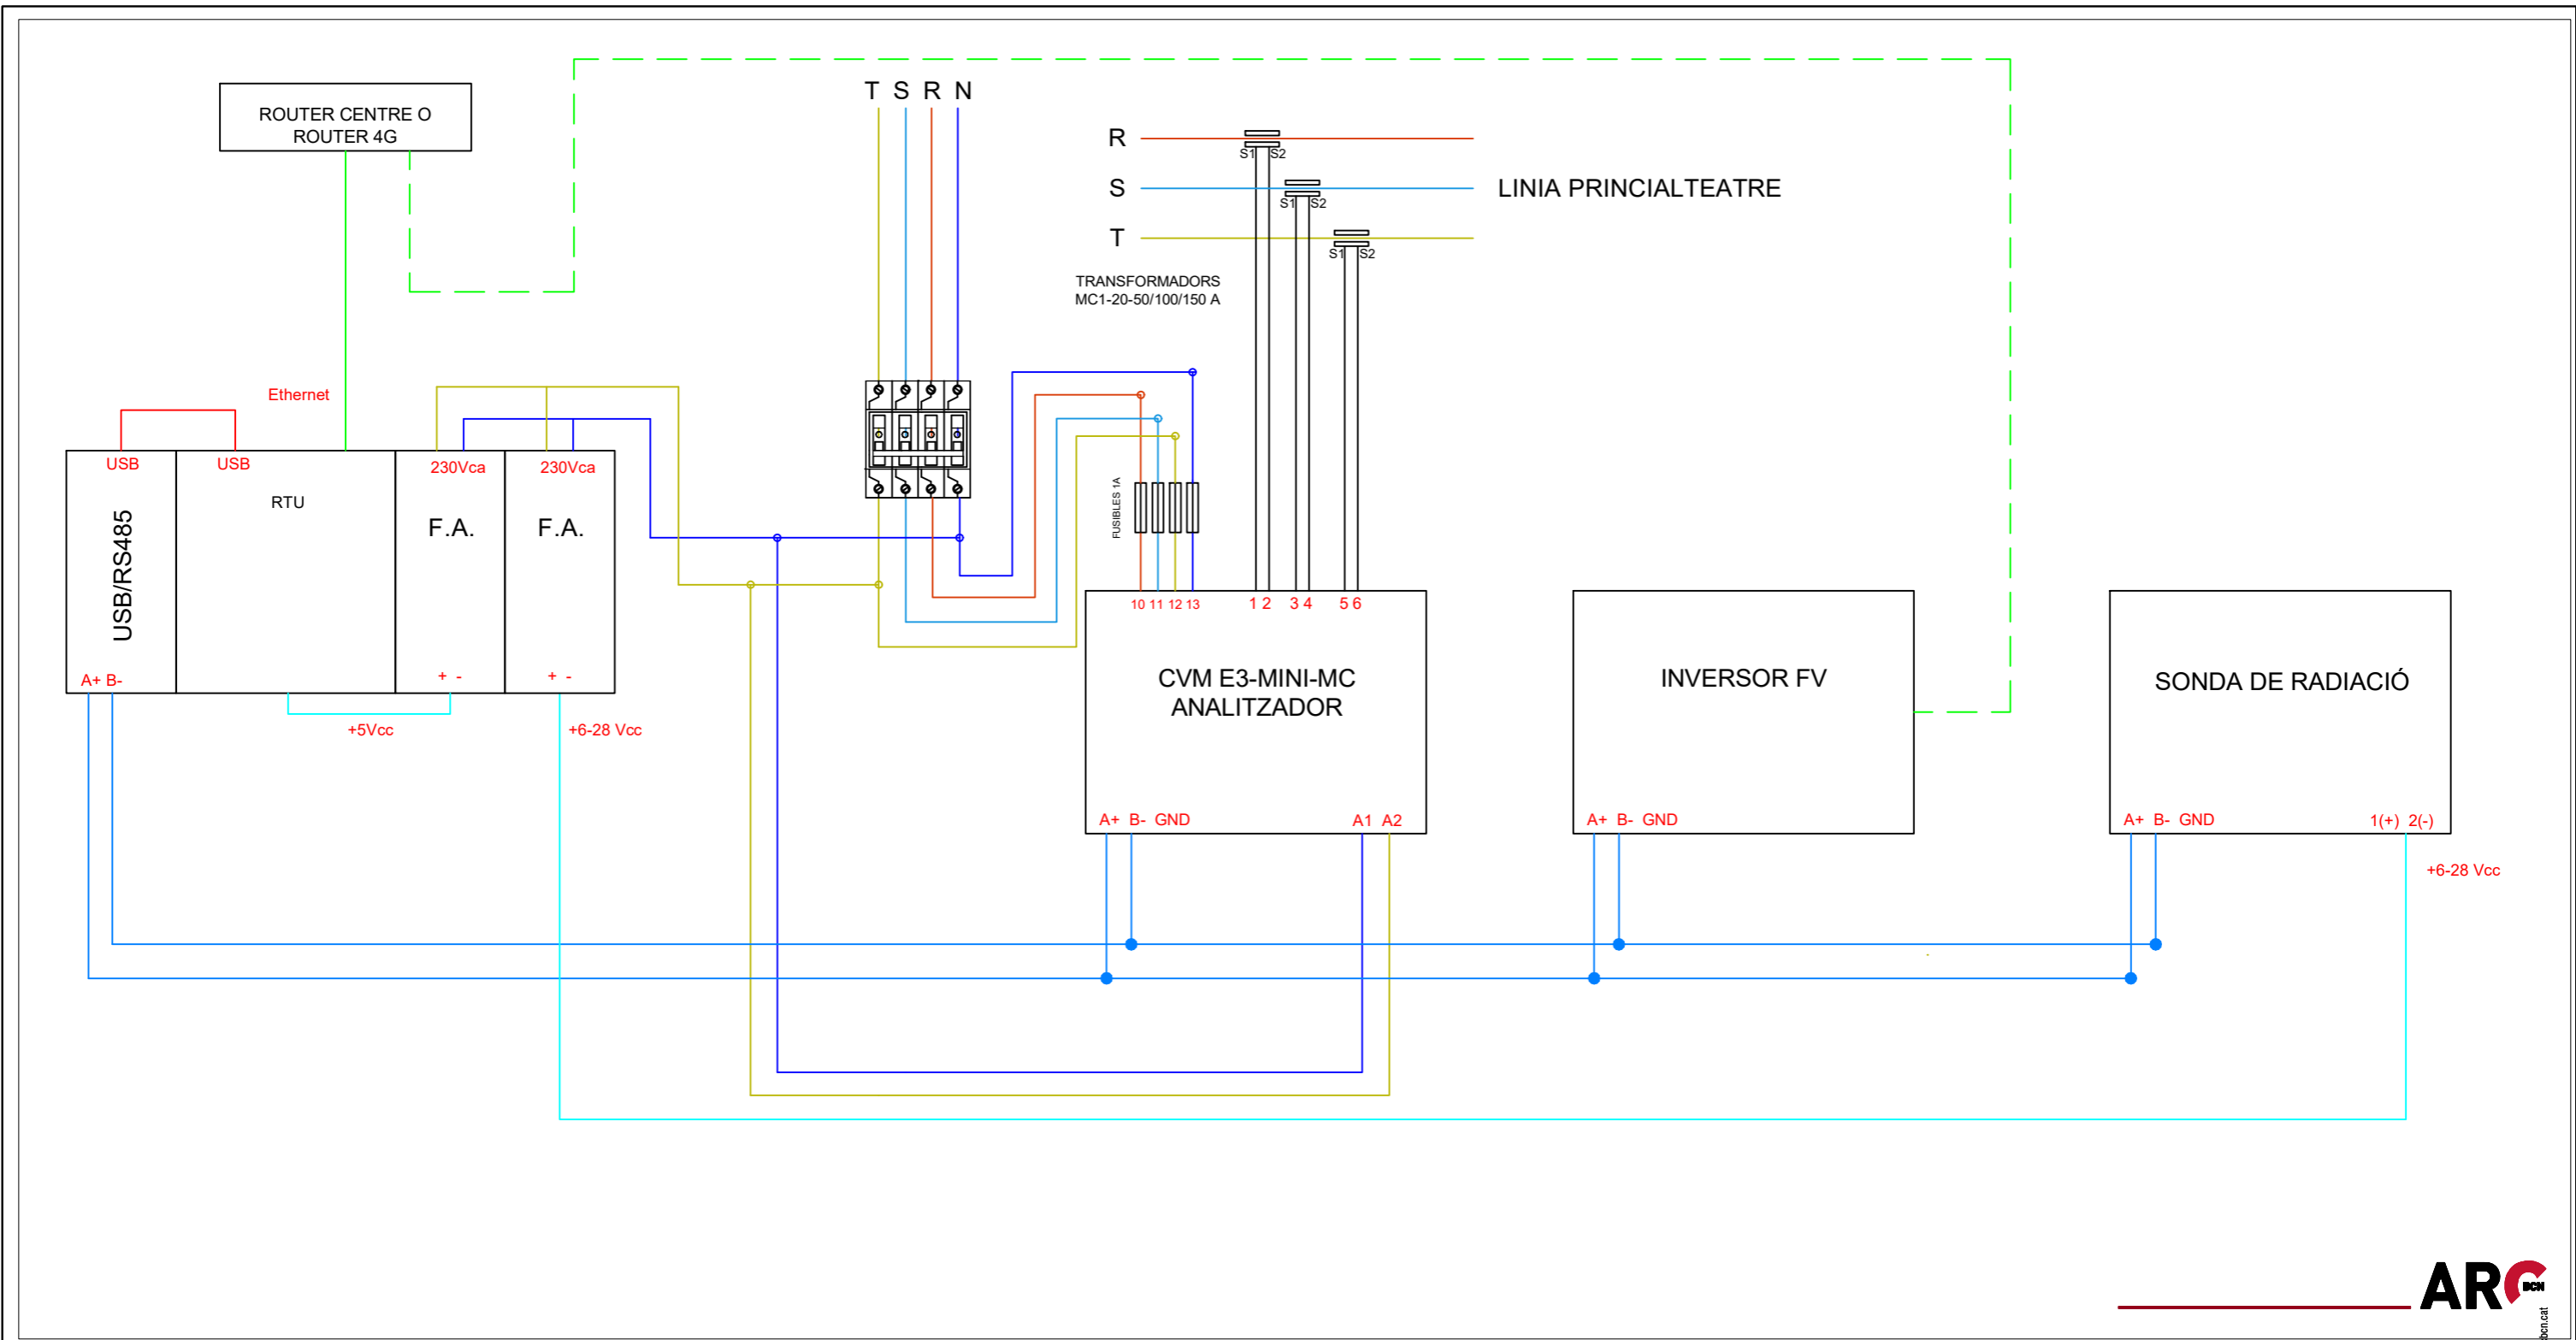 ROUTER CENTRE O
ROUTER 4G
T S R N
R
S1 S2
S
S1 S2
LINIA PRINCIALTEATRE
T
S1 S2
TRANSFORMADORS
MC1-20-50/100/150 A
Ethernet
USB
USB
230Vca
230Vca
RTU
USB/RS485
F.A.
F.A.
A+ B-
+ -
+ -
+5Vcc
+6-28 Vcc
FUSIBLES 1A
10 11 12 13
1 2 3 4 5 6
CVM E3-MINI-MC
ANALITZADOR
A+ B- GND
A1 A2
INVERSOR FV
A+ B- GND
SONDA DE RADIACIÓ
A+ B- GND
1(+) 2(-)
+6-28 Vcc
ARC
BCN